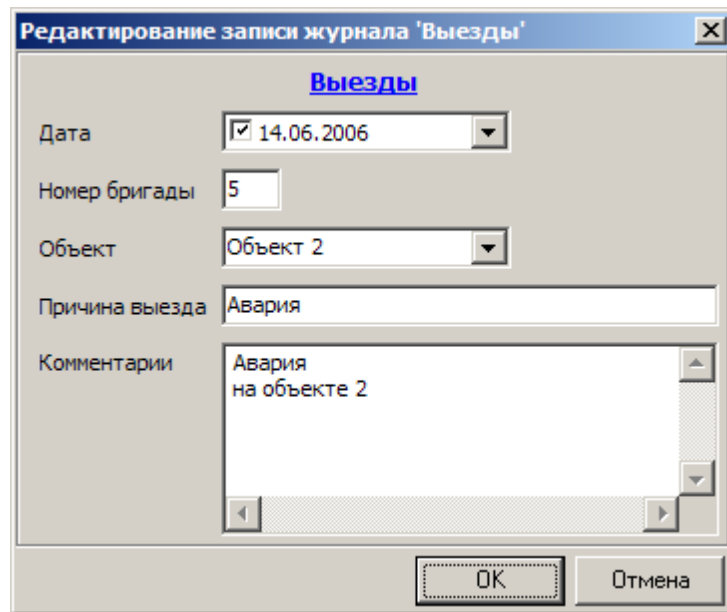 Редактирование записи журнала 'Выезды'
Выезды
Дата 14.06.2006
Номер бригады 5
Объект Объект 2
Причина выезда Авария
Комментарии Авария
на объекте 2
OK Отмена